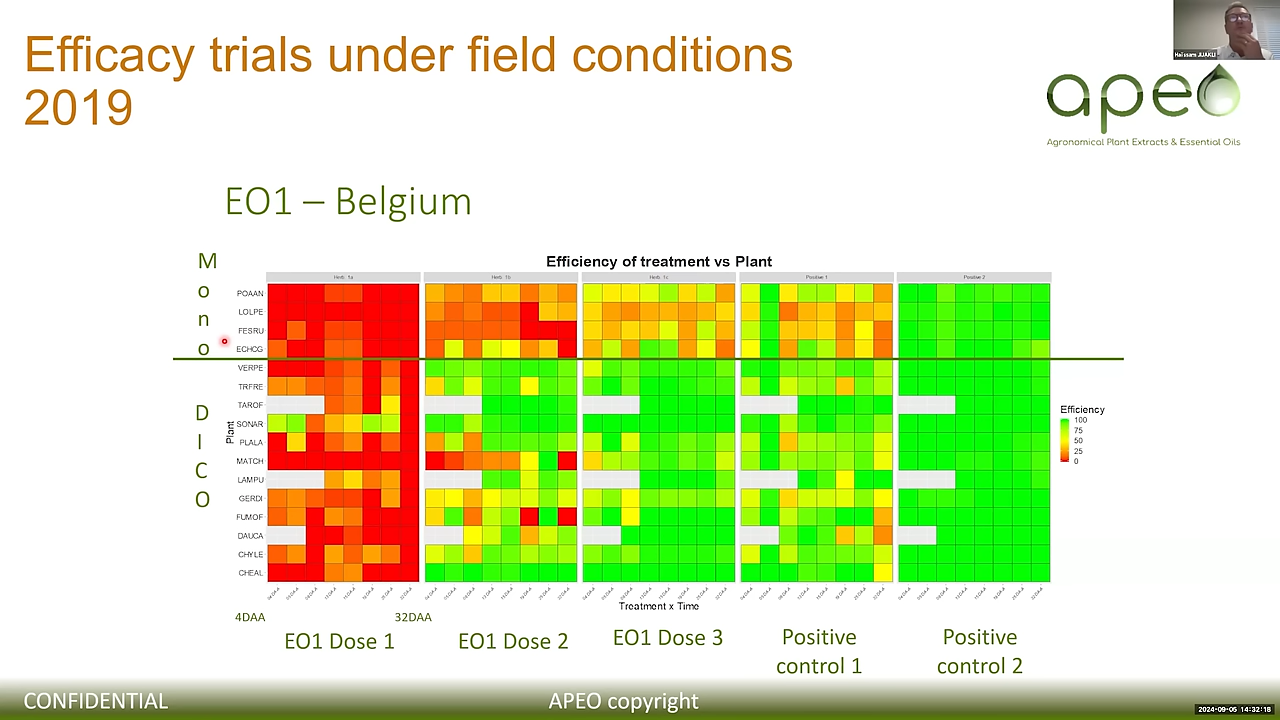 Efficacy trials under field conditions
2019
Haissam JIJAKLI
apeo
Agronomical Plant Extracts & Essential Oils
EO1 – Belgium
Mono
DICO
Efficiency of treatment vs Plant
Herb. 1a
Herb. 1b
Herb. 1c
Positive 1
Positive 2
Plant
POAAN
LOLPE
FESRU
ECHCG
VERPE
TRFRE
TAROF
SONAR
PLALA
MATCH
LAMPU
GERDI
FUMOF
DAUCA
CHYLE
CHEAL
Efficiency
100
75
50
25
0
Treatment x Time
4DAA
32DAA
EO1 Dose 1
EO1 Dose 2
EO1 Dose 3
Positive
control 1
Positive
control 2
CONFIDENTIAL
APEO copyright
2024-09-05 14:32:18